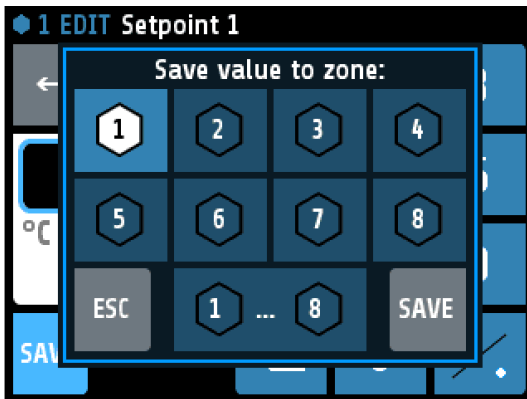 1 EDIT Setpoint 1
Save value to zone:
1 2 3 4
5 6 7 8
ESC 1 ... 8 SAVE
°C